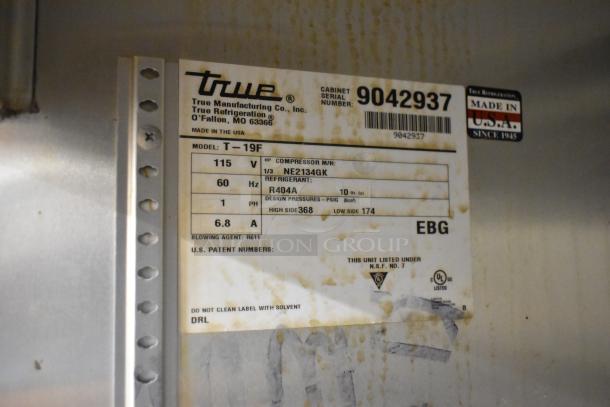 true®
True Manufacturing Co., Inc.
True Refrigeration®
O'Fallon, MO 63366
MADE IN THE USA
CABINET SERIAL NUMBER: 9042937
9042937
TRUE REFRIGERATION
MADE IN
U.S.A.
SINCE 1945
MODEL: T-19F
115 V
60 Hz
1 PH
6.8 A
HP COMPRESSOR M/N:
1/3 NE2134GK
REFRIGERANT:
R404A 10
DESIGN PRESSURES - PSIG
HIGH SIDE 368 LOW SIDE 174
BLOWING AGENT: R611
EBG
U.S. PATENT NUMBERS:
THIS UNIT LISTED UNDER
N.S.F. NO. 7
UL
LISTED
DO NOT CLEAN LABEL WITH SOLVENT
DRL